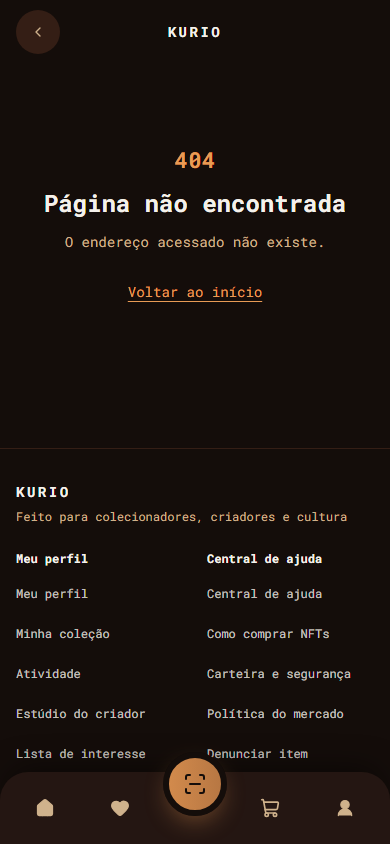 KURIO
404
Página não encontrada
O endereço acessado não existe.
Voltar ao início
KURIO
Feito para colecionadores, criadores e cultura
Meu perfil
Central de ajuda
Meu perfil
Central de ajuda
Minha coleção
Como comprar NFTs
Atividade
Carteira e segurança
Estúdio do criador
Política do mercado
Lista de interesse
Denunciar item